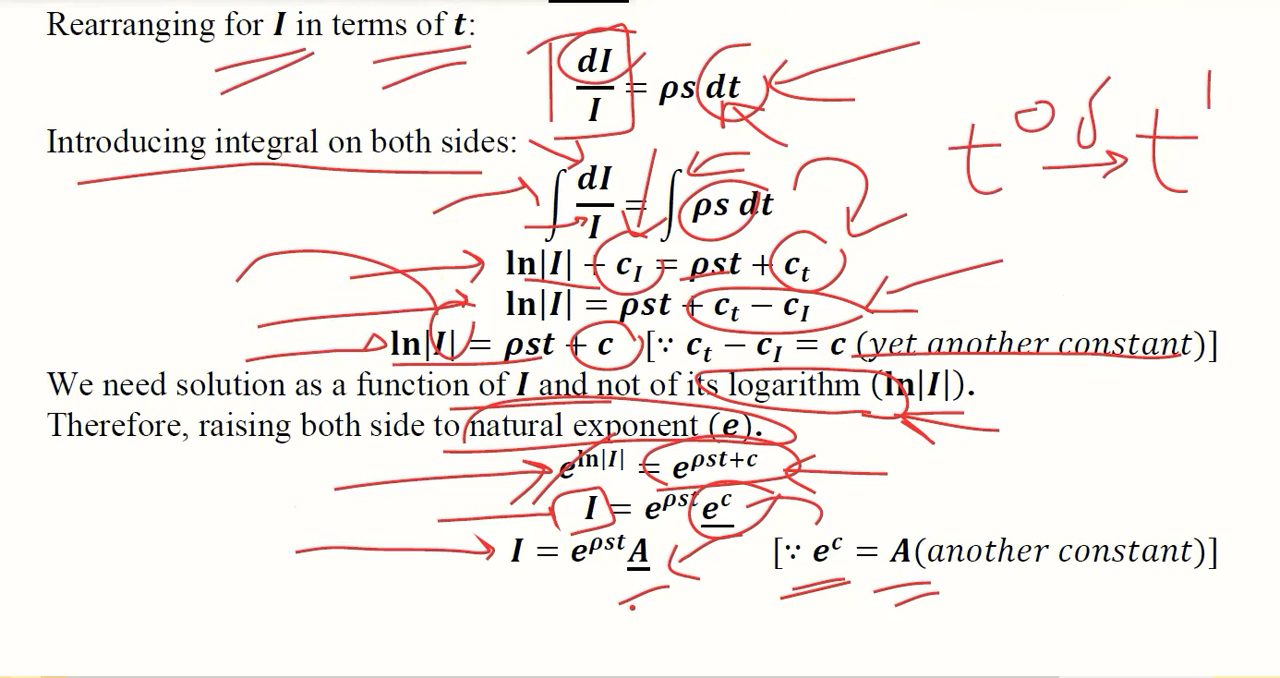 Rearranging for I in terms of t:
dI/I = ρs dt
Introducing integral on both sides:
∫ dI/I = ∫ ρs dt
ln|I| + c_I = ρst + c_t
ln|I| = ρst + c_t − c_I
ln|I| = ρst + c [∵ c_t − c_I = c (yet another constant)]
We need solution as a function of I and not of its logarithm (ln|I|).
Therefore, raising both side to natural exponent (e).
e^{ln|I|} = e^{ρst+c}
I = e^{ρst} e^c
I = e^{ρst} A [∵ e^c = A(another constant)]